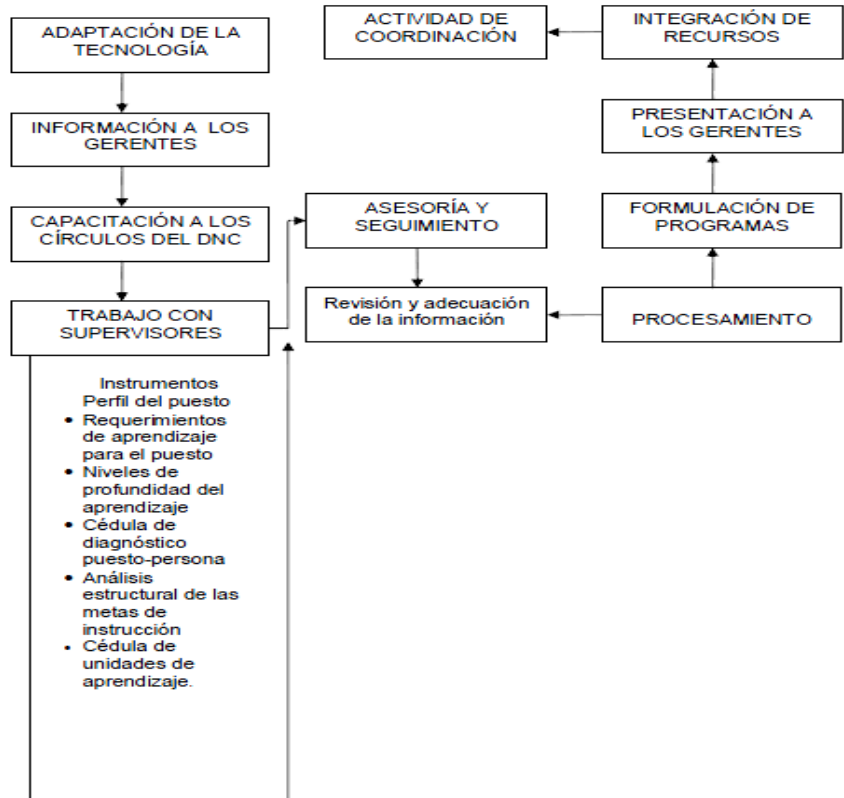 ADAPTACIÓN DE LA
TECNOLOGÍA
INFORMACIÓN A LOS
GERENTES
CAPACITACIÓN A LOS
CÍRCULOS DEL DNC
TRABAJO CON
SUPERVISORES
Instrumentos
Perfil del puesto
• Requerimientos
de aprendizaje
para el puesto
• Niveles de
profundidad del
aprendizaje
• Cédula de
diagnóstico
puesto-persona
• Análisis
estructural de las
metas de
instrucción
• Cédula de
unidades de
aprendizaje.
ASESORÍA Y
SEGUIMIENTO
Revisión y adecuación
de la información
PROCESAMIENTO
FORMULACIÓN DE
PROGRAMAS
PRESENTACIÓN A
LOS GERENTES
INTEGRACIÓN DE
RECURSOS
ACTIVIDAD DE
COORDINACIÓN